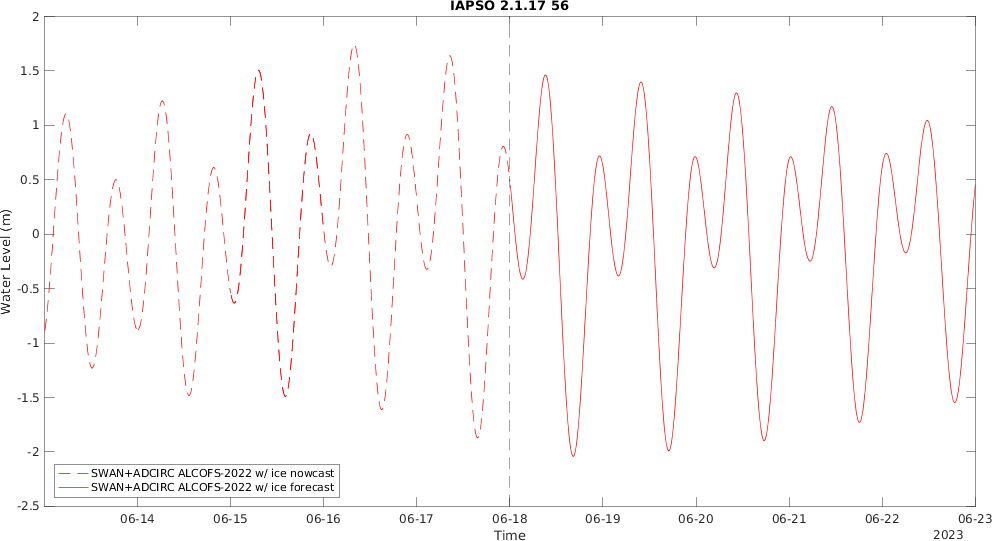 IAPSO 2.1.17 56
2
1.5
1
0.5
0
-0.5
-1
-1.5
-2
-2.5
Water Level (m)
SWAN+ADCIRC ALCOFS-2022 w/ ice nowcast
SWAN+ADCIRC ALCOFS-2022 w/ ice forecast
06-14 06-15 06-16 06-17 06-18 06-19 06-20 06-21 06-22 06-23
Time
2023